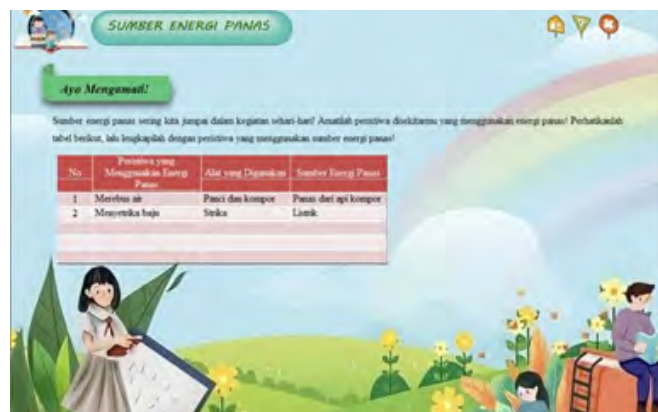 SUMBER ENERGI PANAS
Ayo Mengamati!
Sumber energi panas sering kita jumpai dalam kegiatan sehari-hari! Amatilah peristiwa disekitarmu yang menggunakan energi panas! Perhatikanlah
tabel berikut, lalu lengkapilah dengan peristiwa yang menggunakan sumber energi panas!
No Peristiwa yang Menggunakan Energi Panas Alat yang Digunakan Sumber Energi Panas
1 Merebus air Panci dan kompor Panas dari api kompor
2 Menyetrika baju Strika Listrik